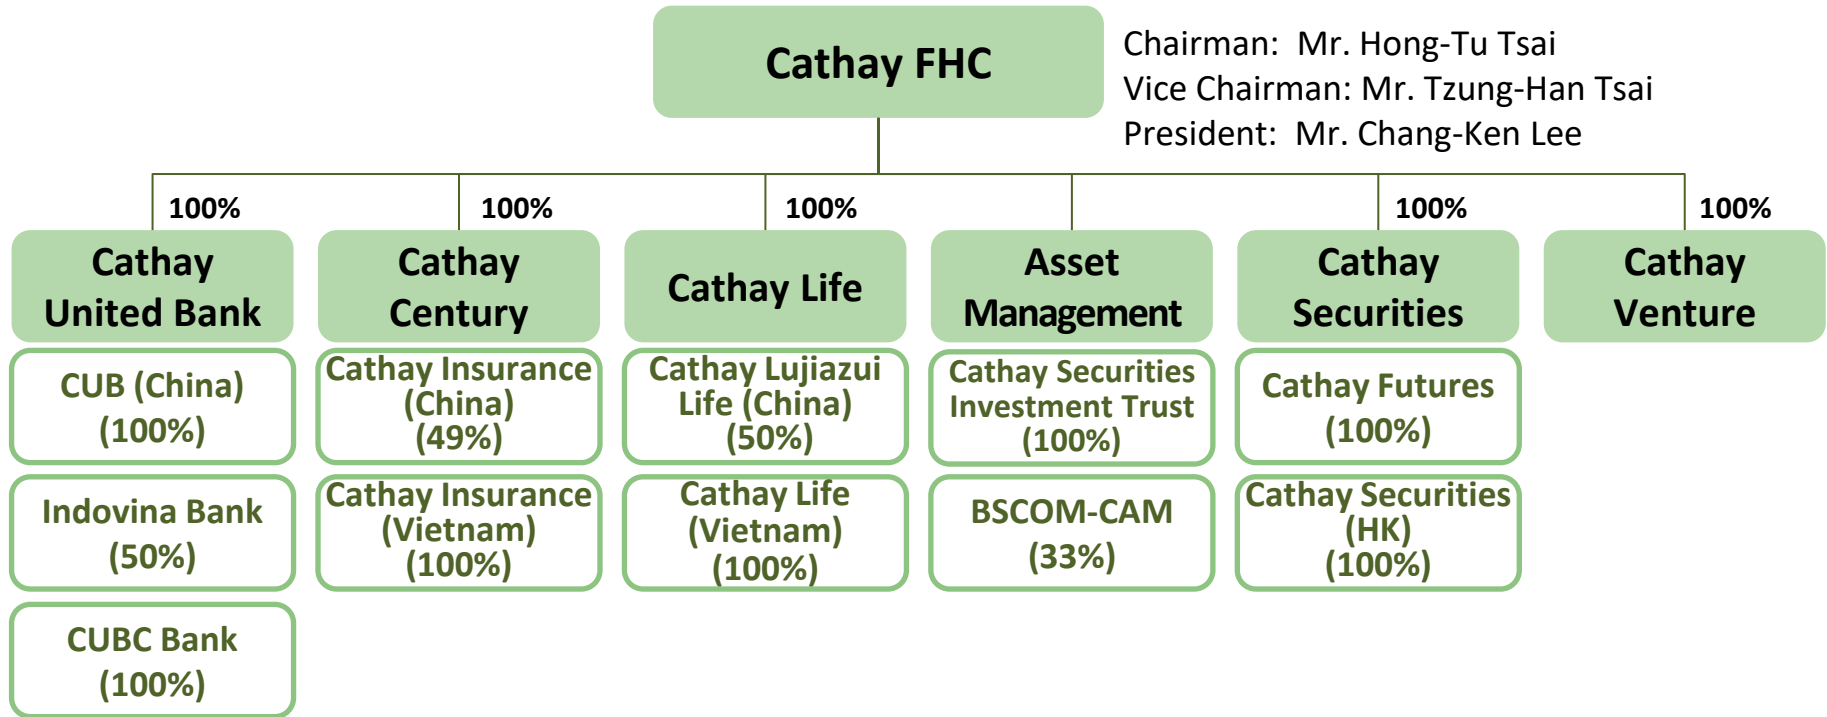 Cathay FHC
Chairman: Mr. Hong-Tu Tsai
Vice Chairman: Mr. Tzung-Han Tsai
President: Mr. Chang-Ken Lee
100%
100%
100%
100%
100%
Cathay
United Bank
Cathay
Century
Cathay Life
Asset
Management
Cathay
Securities
Cathay
Venture
CUB (China)
(100%)
Cathay Insurance
(China)
(49%)
Cathay Lujiazui
Life (China)
(50%)
Cathay Securities
Investment Trust
(100%)
Cathay Futures
(100%)
Indovina Bank
(50%)
Cathay Insurance
(Vietnam)
(100%)
Cathay Life
(Vietnam)
(100%)
BSCOM-CAM
(33%)
Cathay Securities
(HK)
(100%)
CUBC Bank
(100%)